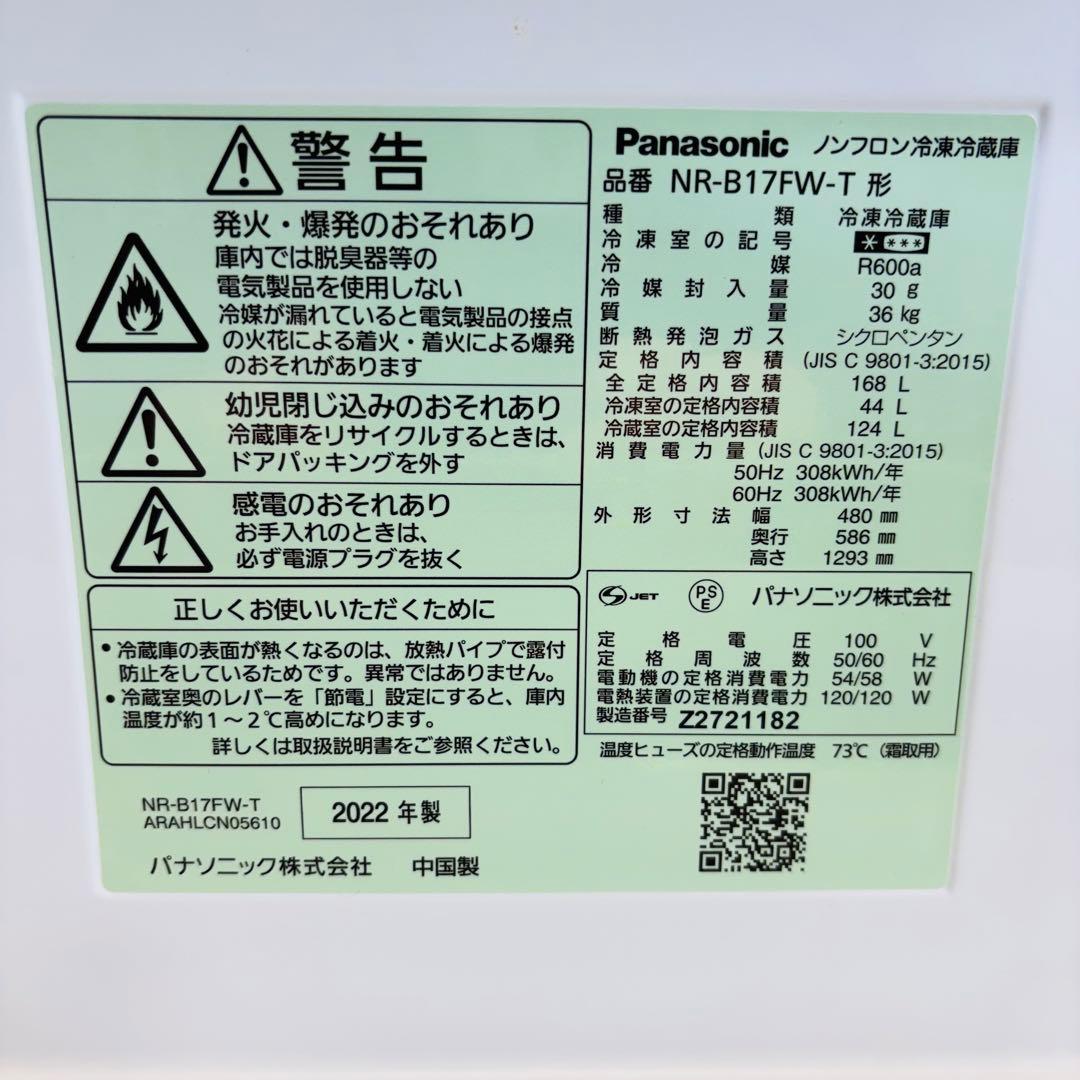 警告
発火・爆発のおそれあり
庫内では脱臭器等の
電気製品を使用しない
冷媒が漏れていると電気製品の接点
の火花による着火・着火による爆発
のおそれがあります
幼児閉じ込みのおそれあり
冷蔵庫をリサイクルするときは、
ドアパッキングを外す
感電のおそれあり
お手入れのときは、
必ず電源プラグを抜く
正しくお使いいただくために
・冷蔵庫の表面が熱くなるのは、放熱パイプで露付
防止をしているためです。異常ではありません。
・冷蔵室奥のレバーを「節電」設定にすると、庫内
温度が約1～2℃高めになります。
詳しくは取扱説明書をご参照ください。
NR-B17FW-T
ARAHLCN05610
2022年製
パナソニック株式会社 中国製
Panasonic ノンフロン冷凍冷蔵庫
品番 NR-B17FW-T 形
種類 冷凍冷蔵庫
冷凍室の記号 * ***
冷媒 R600a
冷媒封入量 30 g
質量 36 kg
断熱発泡ガス シクロペンタン
定格内容積 (JIS C 9801-3:2015)
全定格内容積 168 L
冷凍室の定格内容積 44 L
冷蔵室の定格内容積 124 L
消費電力量 (JIS C 9801-3:2015)
50Hz 308kWh/年
60Hz 308kWh/年
外形寸法幅 480 mm
奥行 586 mm
高さ 1293 mm
S JET PSE パナソニック株式会社
定格電圧 100 V
定格周波数 50/60 Hz
電動機の定格消費電力 54/58 W
電熱装置の定格消費電力 120/120 W
製造番号 Z2721182
温度ヒューズの定格動作温度 73℃ (霜取用)